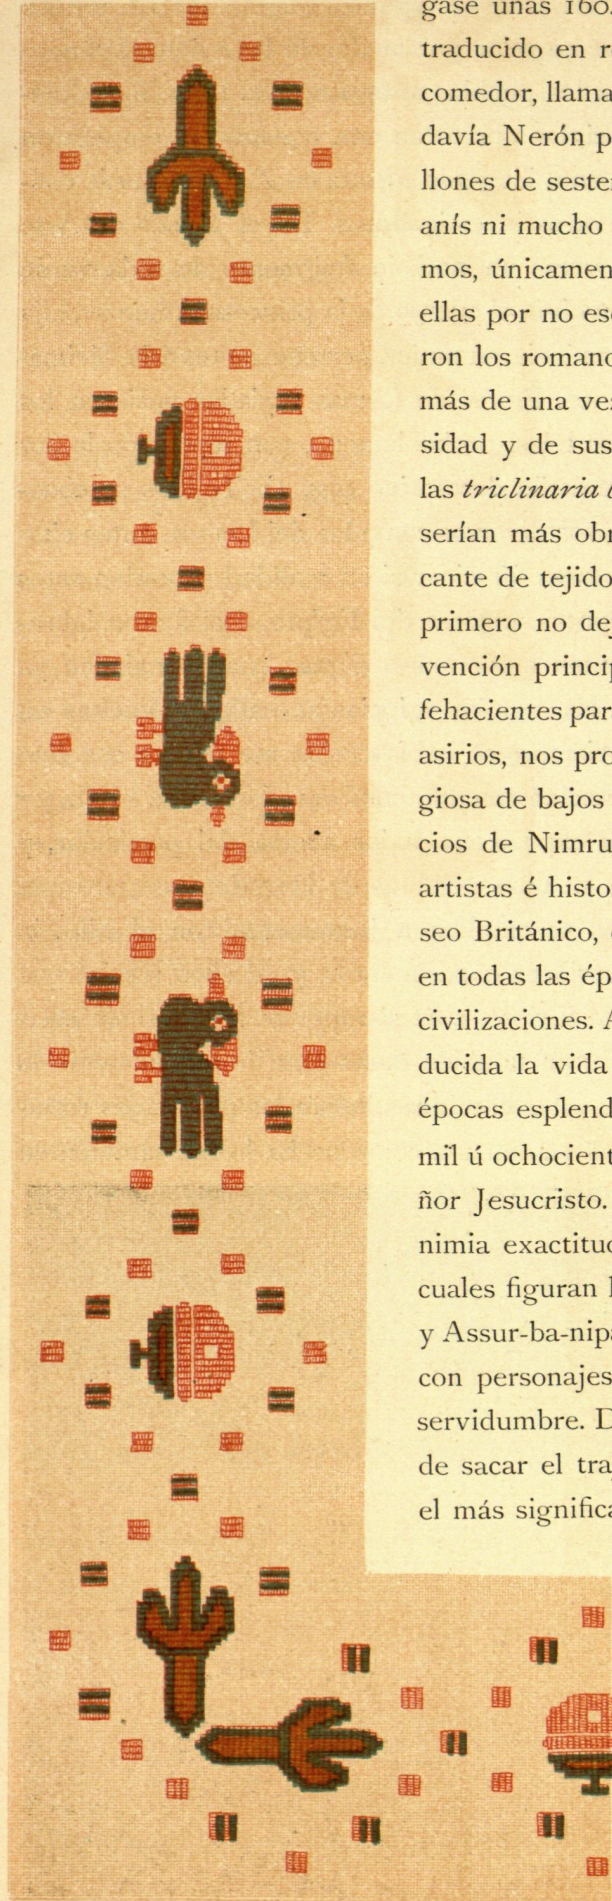 gase unas 160.
traducido en r
comedor, llama
davía Nerón p
llones de seste
anís ni mucho
mos, únicamen
ellas por no es
ron los romano
más de una ve
sidad y de sus
las triclinaria
serían más obr
cante de tejido
primero no de
vención princip
fehacientes par
asirios, nos pro
giosa de bajos
cios de Nimru
artistas é histo
seo Británico,
en todas las ép
civilizaciones. A
ducida la vida
épocas esplend
mil ú ochocient
ñor Jesucristo.
nimia exactitud
cuales figuran
y Assur-ba-nipa
con personajes
servidumbre. D
de sacar el tra
el más significa